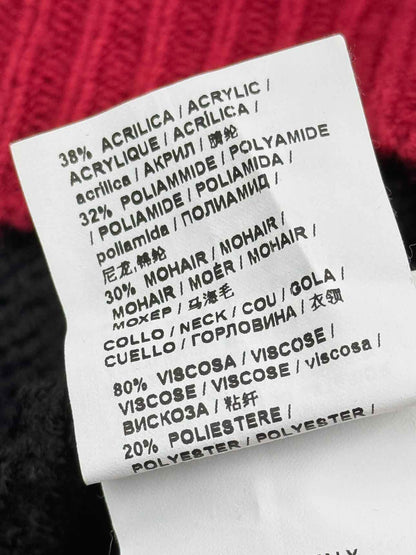 38% ACRILICA / ACRYLIC /
ACRYLIQUE / ACRÍLICA /
acrílica / АКРИЛ / 腈纶
32% POLIAMMIDE / POLYAMIDE
/ POLIAMIDE / POLIAMIDA /
poliamida / ПОЛИАМИД /
尼龙,锦纶
30% MOHAIR / MOHAIR /
MOHAIR / MOER / MOHAIR /
МОХЕР / 马海毛
COLLO / NECK / COU / GOLA /
CUELLO / ГОРЛОВИНА / 衣领
80% VISCOSA / VISCOSE /
VISCOSE / VISCOSE / viscosa /
ВИСКОЗА / 粘纤
20% POLIESTERE /
POLYESTER / POLYESTER /